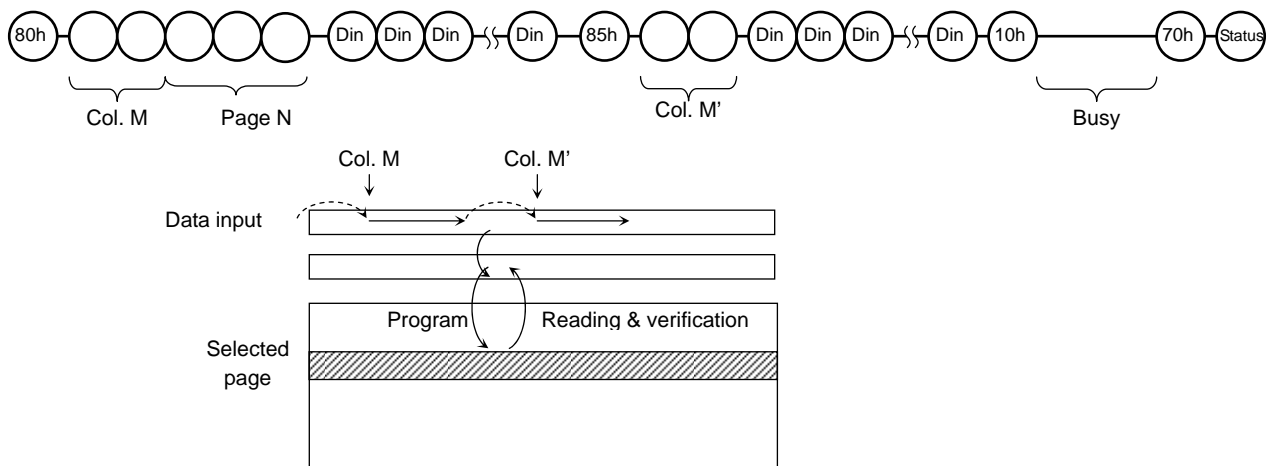 80h Din Din Din Din 85h Din Din Din Din 10h 70h Status
Col. M Page N Col. M’ Busy
Col. M Col. M’
Data input
Program Reading & verification
Selected
page